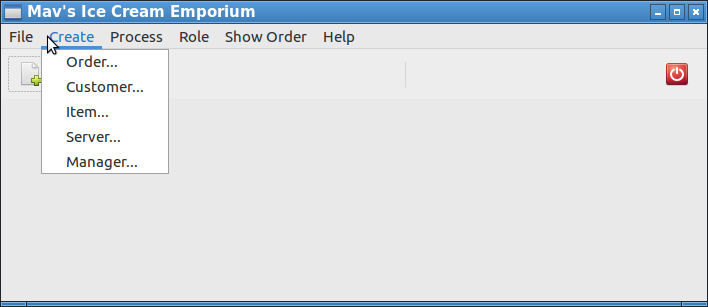 Mav's Ice Cream Emporium
File Create Process Role Show Order Help
Order...
Customer...
Item...
Server...
Manager...